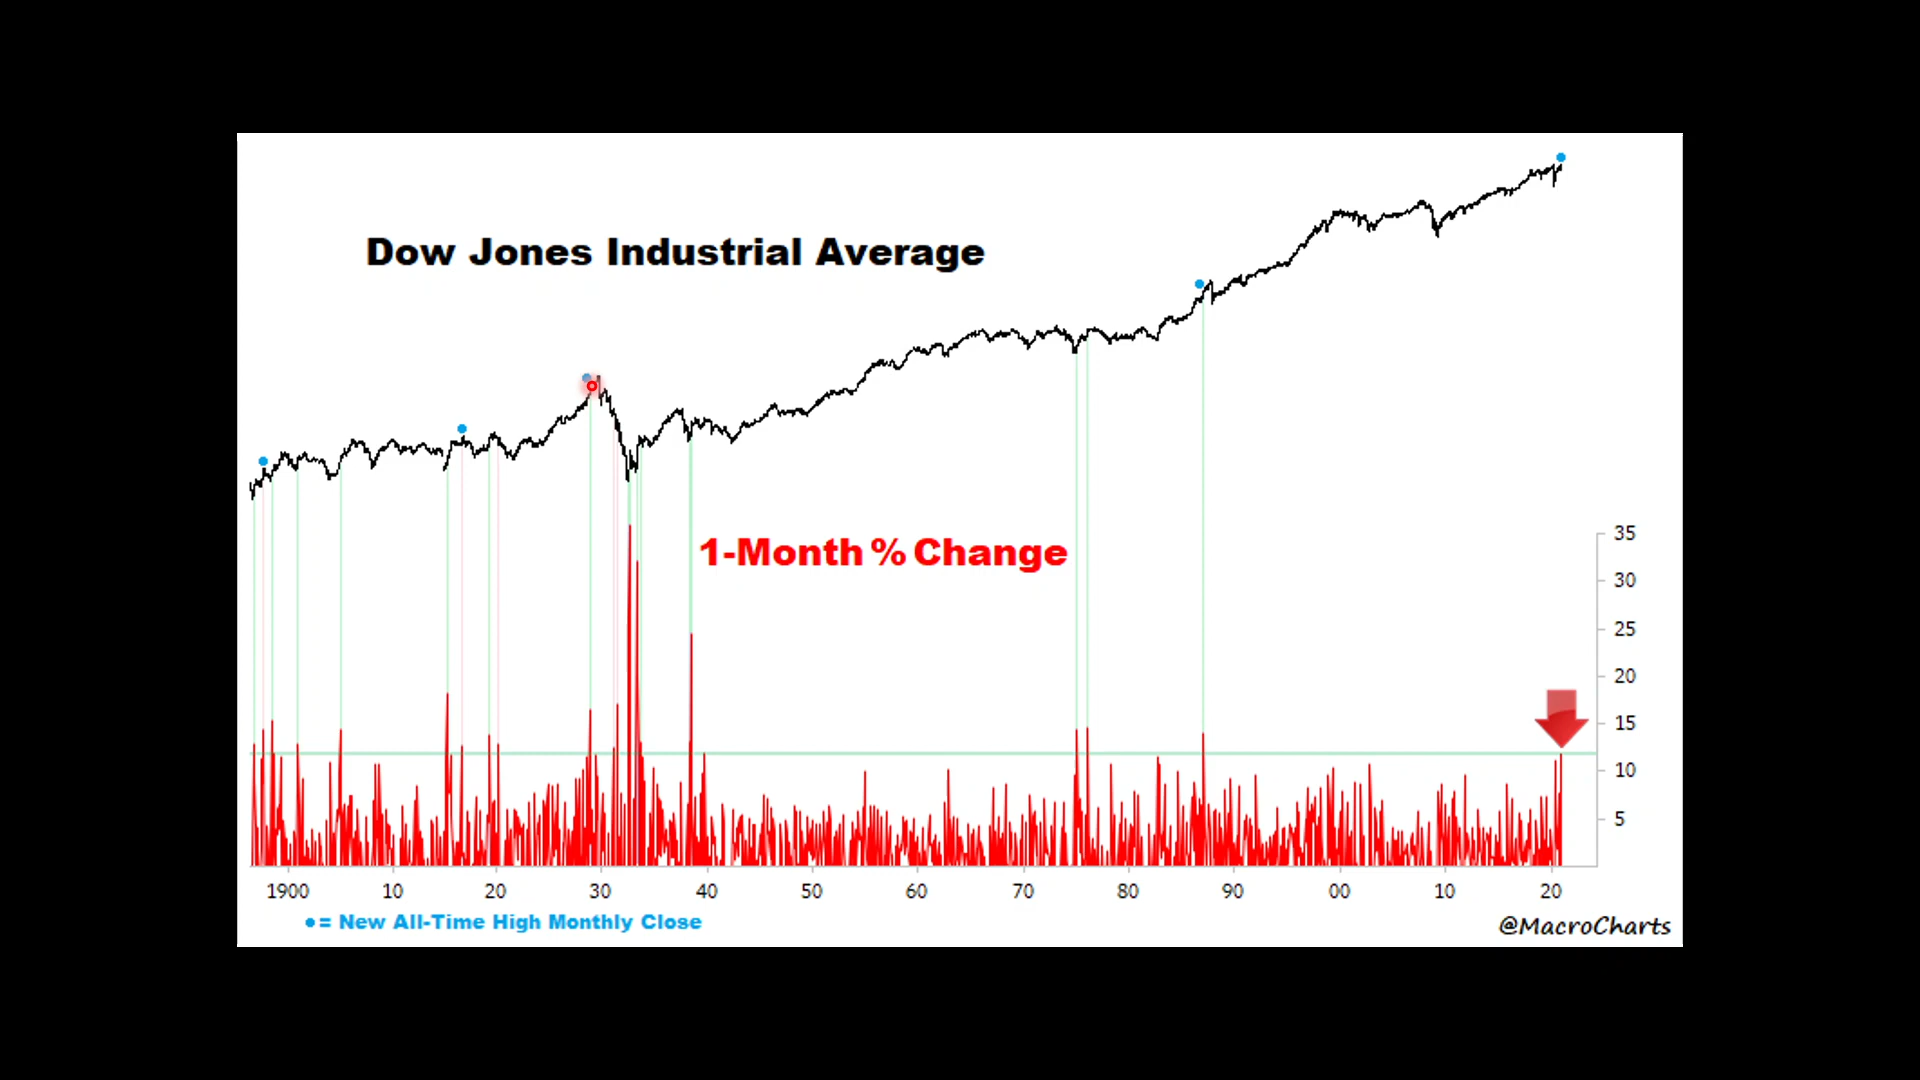 Dow Jones Industrial Average
1-Month % Change
35
30
25
20
15
10
5
1900 10 20 30 40 50 60 70 80 90 00 10 20
= New All-Time High Monthly Close
@MacroCharts